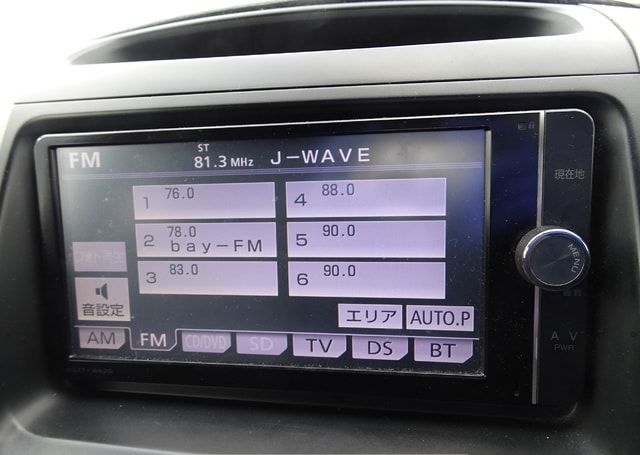 FM
ST
81.3 MHz
J-WAVE
1 76.0
4 88.0
2 78.0
bay-FM
5 90.0
3 83.0
6 90.0
音設定
エリア
AUTO.P
AM
FM
CD/DVD
SD
TV
DS
BT
現在地
MENU
A V
PWR